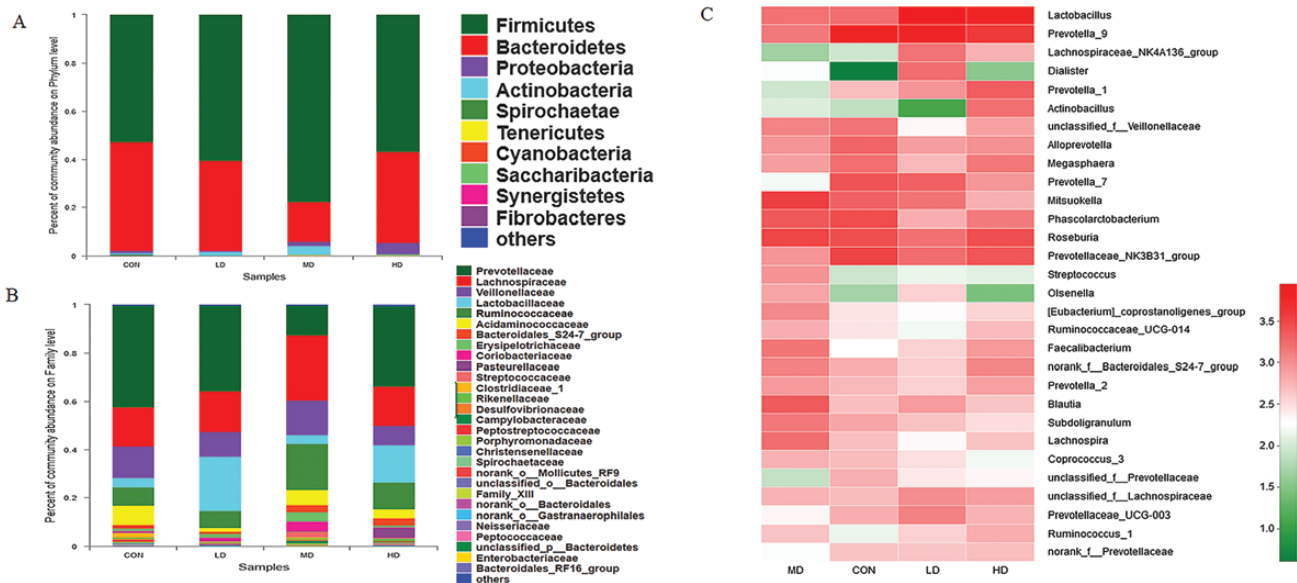 A
1
0.8
0.6
0.4
0.2
0
Percent of community abundance on Phylum level
CON
LD
MD
HD
Samples
Firmicutes
Bacteroidetes
Proteobacteria
Actinobacteria
Spirochaetae
Tenericutes
Cyanobacteria
Saccharibacteria
Synergistetes
Fibrobacteres
others
B
1
0.8
0.6
0.4
0.2
0
Percent of community abundance on Family level
CON
LD
MD
HD
Samples
Prevotellaceae
Lachnospiraceae
Veillonellaceae
Lactobacillaceae
Ruminococcaceae
Acidaminococcaceae
Bacteroidales_S24-7_group
Erysipelotrichaceae
Coriobacteriaceae
Pasteurellaceae
Streptococcaceae
Clostridiaceae_1
Rikenellaceae
Desulfovibrionaceae
Campylobacteraceae
Peptostreptococcaceae
Porphyromonadaceae
Christensenellaceae
Spirochaetaceae
norank_o__Mollicutes_RF9
unclassified_o__Bacteroidales
Family_XIII
norank_o__Bacteroidales
norank_o__Gastranaerophilales
Neisseriaceae
Peptococcaceae
unclassified_p__Bacteroidetes
Enterobacteriaceae
Bacteroidales_RF16_group
others
C
Lactobacillus
Prevotella_9
Lachnospiraceae_NK4A136_group
Dialister
Prevotella_1
Actinobacillus
unclassified_f__Veillonellaceae
Alloprevotella
Megasphaera
Prevotella_7
Mitsuokella
Phascolarctobacterium
Roseburia
Prevotellaceae_NK3B31_group
Streptococcus
Olsenella
[Eubacterium]_coprostanoligenes_group
Ruminococcaceae_UCG-014
Faecalibacterium
norank_f__Bacteroidales_S24-7_group
Prevotella_2
Blautia
Subdoligranulum
Lachnospira
Coprococcus_3
unclassified_f__Prevotellaceae
unclassified_f__Lachnospiraceae
Prevotellaceae_UCG-003
Ruminococcus_1
norank_f__Prevotellaceae
MD
CON
LD
HD
3.5
3.0
2.5
2.0
1.5
1.0